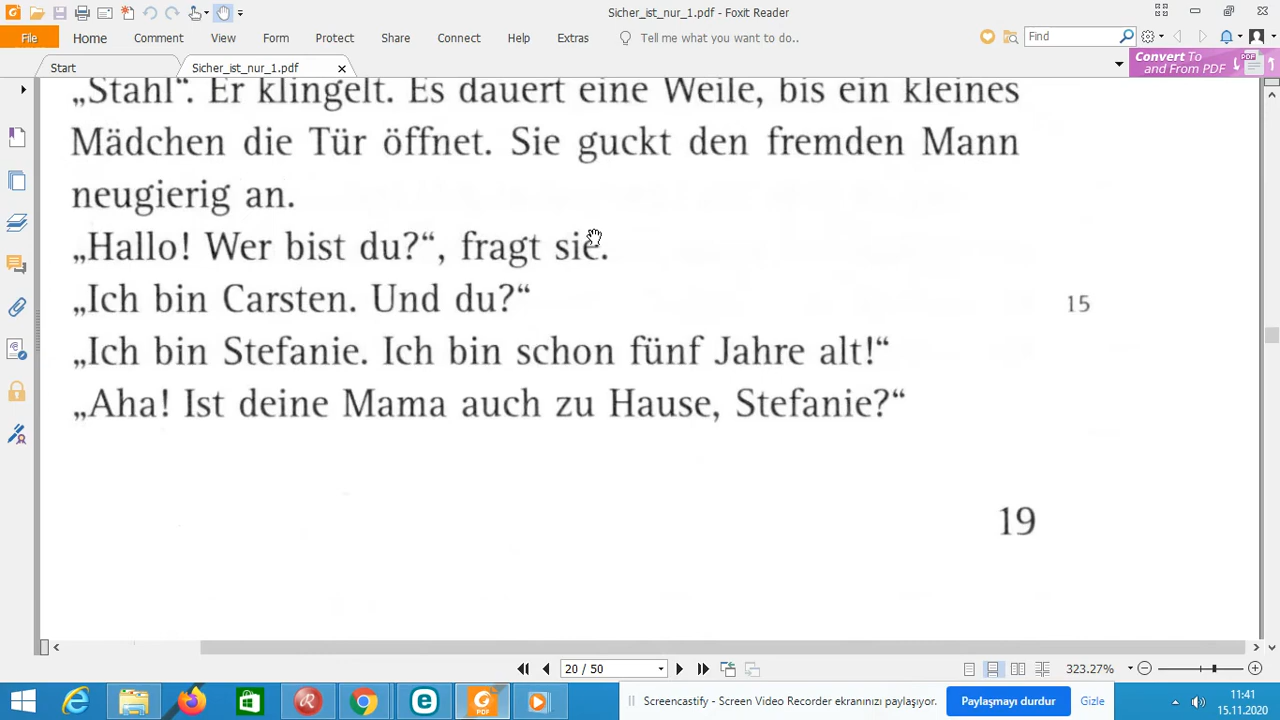 Sicher_ist_nur_1.pdf - Foxit Reader
File Home Comment View Form Protect Share Connect Help Extras Tell me what you want to do.. Find
Start Sicher_ist_nur_1.pdf Convert To
and From PDF
„Stahl“. Er klingelt. Es dauert eine Weile, bis ein kleines
Mädchen die Tür öffnet. Sie guckt den fremden Mann
neugierig an.
„Hallo! Wer bist du?“, fragt sie.
„Ich bin Carsten. Und du?“ 15
„Ich bin Stefanie. Ich bin schon fünf Jahre alt!“
„Aha! Ist deine Mama auch zu Hause, Stefanie?“
19
20 / 50 323.27%
Screencastify - Screen Video Recorder ekranınızı paylaşıyor. Paylaşmayı durdur Gizle 11:41
15.11.2020